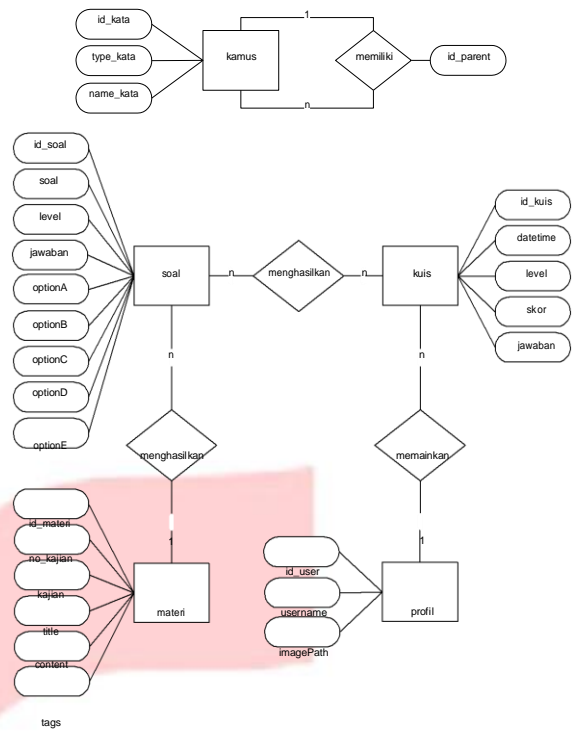 id_kata
type_kata
name_kata
kamus
1
memiliki
n
id_parent
id_soal
soal
level
jawaban
optionA
optionB
optionC
optionD
optionE
soal
n
menghasilkan
n
kuis
id_kuis
datetime
level
skor
jawaban
n
menghasilkan
1
n
memainkan
1
id_materi
no_kajian
kajian
title
content
tags
materi
id_user
username
imagePath
profil